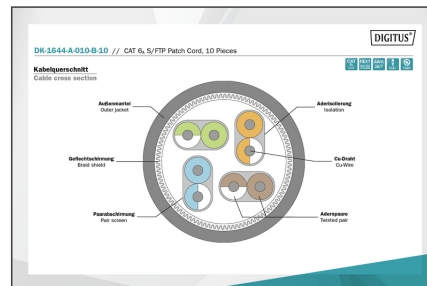 DIGITUS®
DK-1644-A-010-B-10 // CAT 6A S/FTP Patch Cord, 10 Pieces
Kabelquerschnitt
Cable cross section
Außenmantel
Outer jacket
Aderisolierung
Isolation
Geflechtschirmung
Braid shield
Cu-Draht
Cu-Wire
Paarabschirmung
Pair screen
Aderspaare
Twisted pair